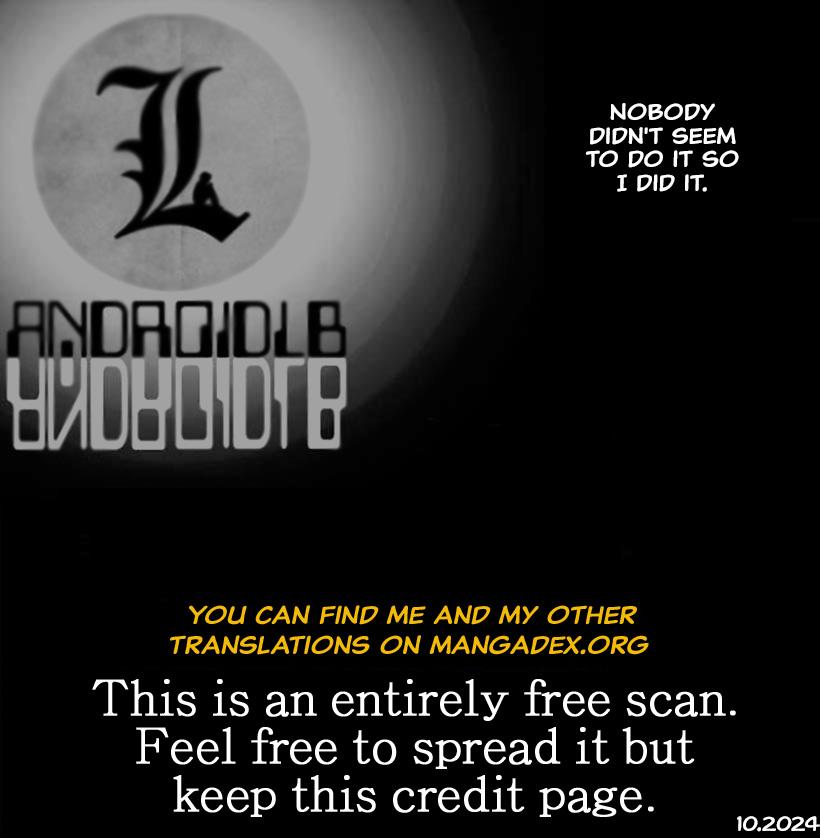 L
NOBODY
DIDN'T SEEM
TO DO IT SO
I DID IT.
ANDROIDLB
YOU CAN FIND ME AND MY OTHER
TRANSLATIONS ON MANGADEX.ORG
This is an entirely free scan.
Feel free to spread it but
keep this credit page.
10.2024